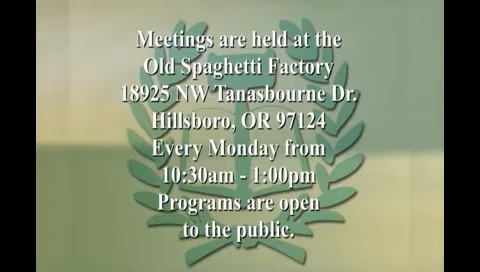 Meetings are held at the
Old Spaghetti Factory
18925 NW Tanasbourne Dr.
Hillsboro, OR 97124
Every Monday from
10:30am - 1:00pm
Programs are open
to the public.